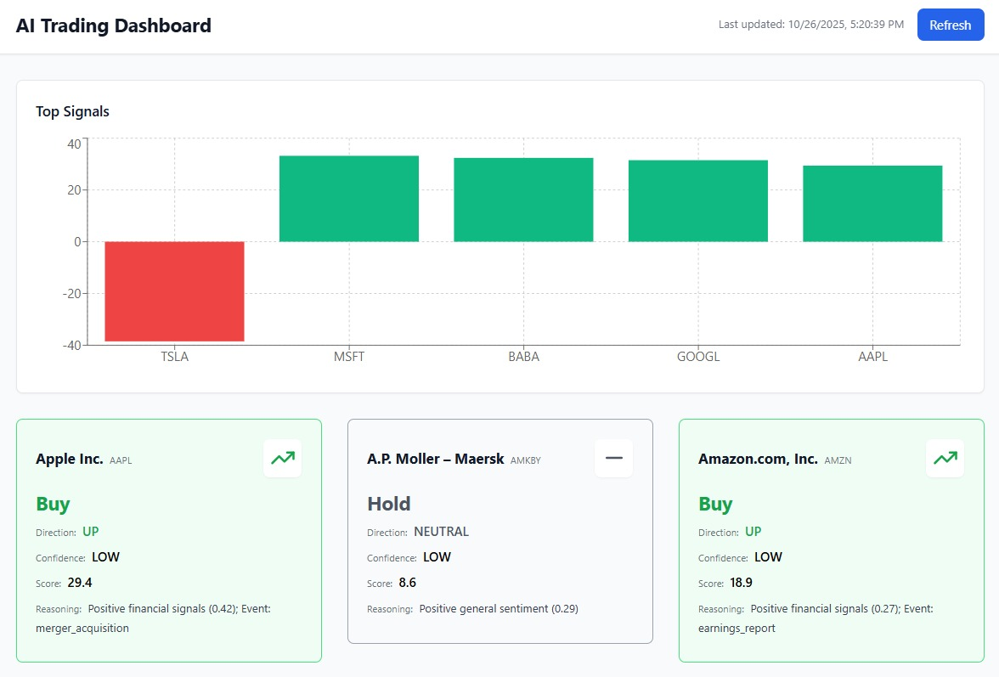 AI Trading Dashboard
Last updated: 10/26/2025, 5:20:39 PM
Refresh
Top Signals
40
20
0
-20
-40
TSLA MSFT BABA GOOGL AAPL
Apple Inc. AAPL
Buy
Direction: UP
Confidence: LOW
Score: 29.4
Reasoning: Positive financial signals (0.42); Event:
merger_acquisition
A.P. Moller – Maersk AMKBY
Hold
Direction: NEUTRAL
Confidence: LOW
Score: 8.6
Reasoning: Positive general sentiment (0.29)
Amazon.com, Inc. AMZN
Buy
Direction: UP
Confidence: LOW
Score: 18.9
Reasoning: Positive financial signals (0.27); Event:
earnings_report